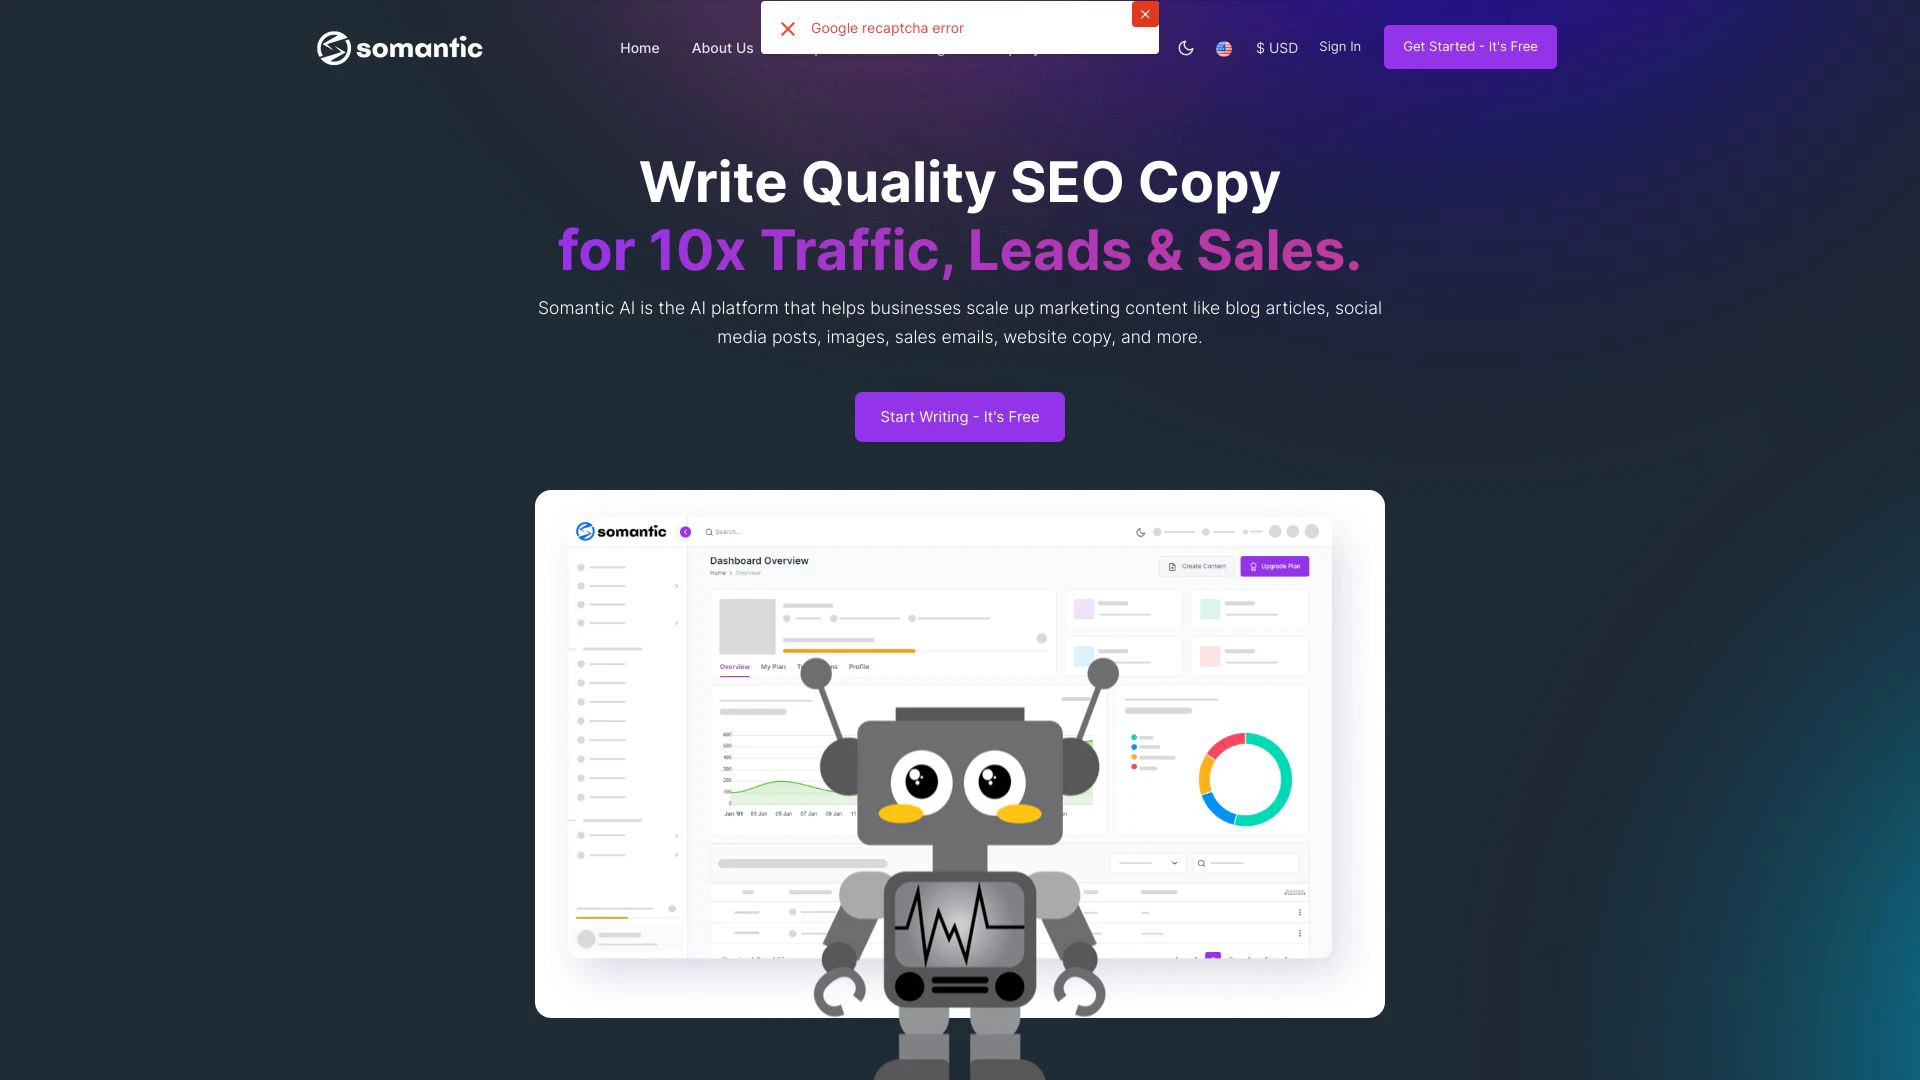 Google recaptcha error
somantic
Home
About Us
$ USD
Sign In
Get Started - It's Free
Write Quality SEO Copy
for 10x Traffic, Leads & Sales.
Somantic AI is the AI platform that helps businesses scale up marketing content like blog articles, social
media posts, images, sales emails, website copy, and more.
Start Writing - It's Free
somantic
Search...
Dashboard Overview
Home > Overview
Create Content
Upgrade Plan
Overview
My Plan
Profile
600
500
400
300
200
100
0
Jan '01
03 Jan
05 Jan
07 Jan
09 Jan
11